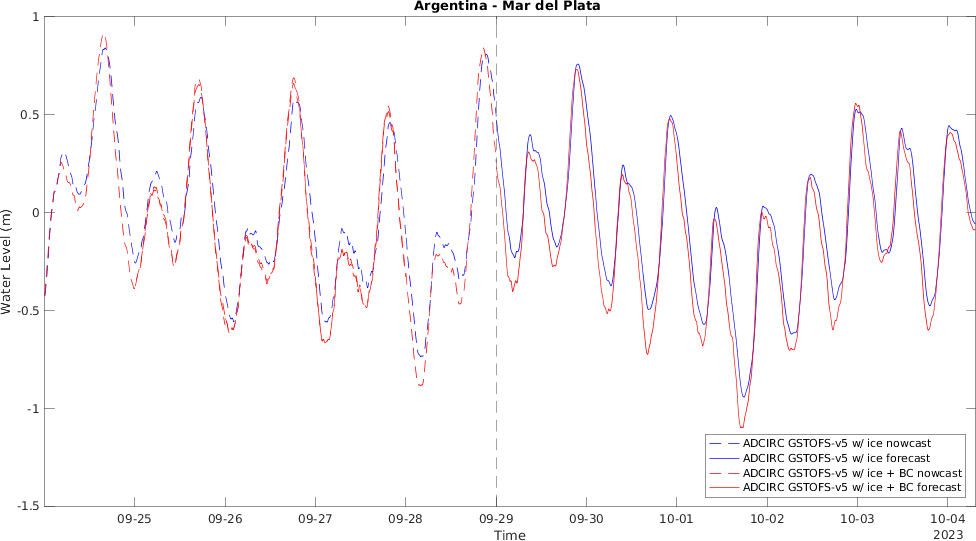 Argentina - Mar del Plata
Water Level (m)
1
0.5
0
-0.5
-1
-1.5
ADCIRC GSTOFS-v5 w/ ice nowcast
ADCIRC GSTOFS-v5 w/ ice forecast
ADCIRC GSTOFS-v5 w/ ice + BC nowcast
ADCIRC GSTOFS-v5 w/ ice + BC forecast
09-25 09-26 09-27 09-28 09-29 09-30 10-01 10-02 10-03 10-04
Time 2023